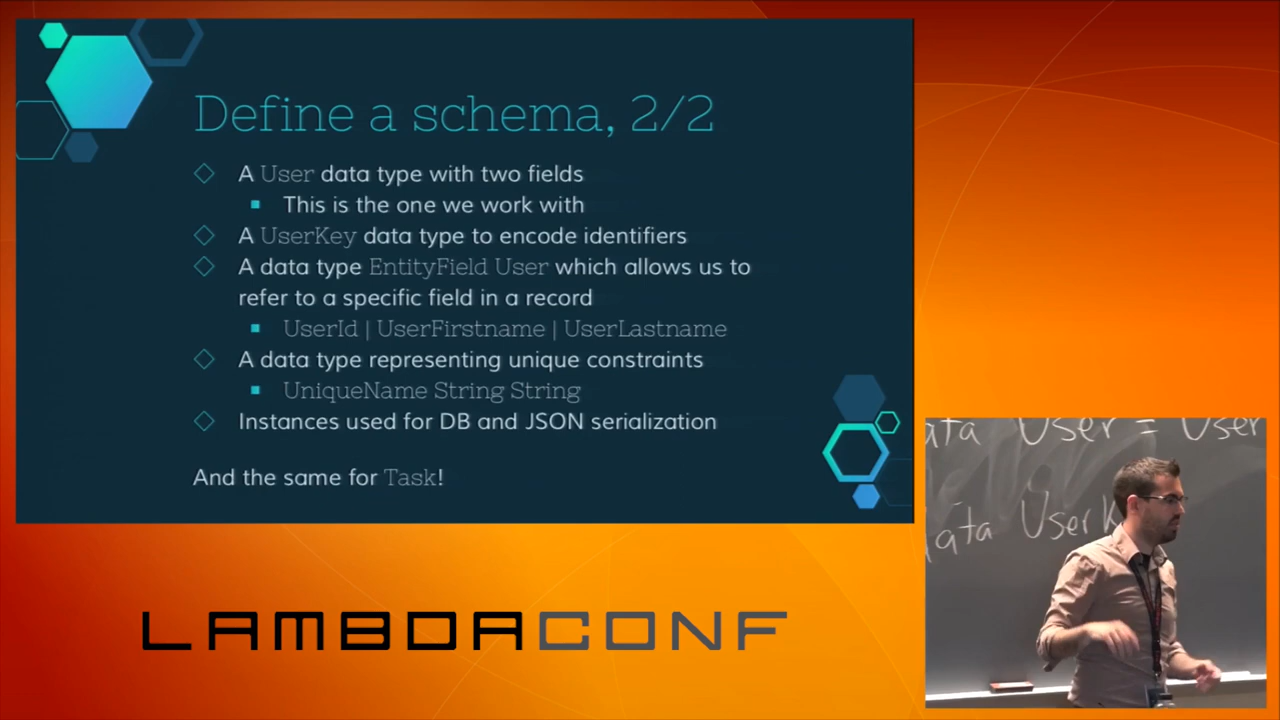 Define a schema, 2/2
A User data type with two fields
This is the one we work with
A UserKey data type to encode identifiers
A data type EntityField User which allows us to
refer to a specific field in a record
UserId | UserFirstname | UserLastname
A data type representing unique constraints
UniqueName String String
Instances used for DB and JSON serialization
And the same for Task!
ata User = User
data UserK
LAMBDACONF